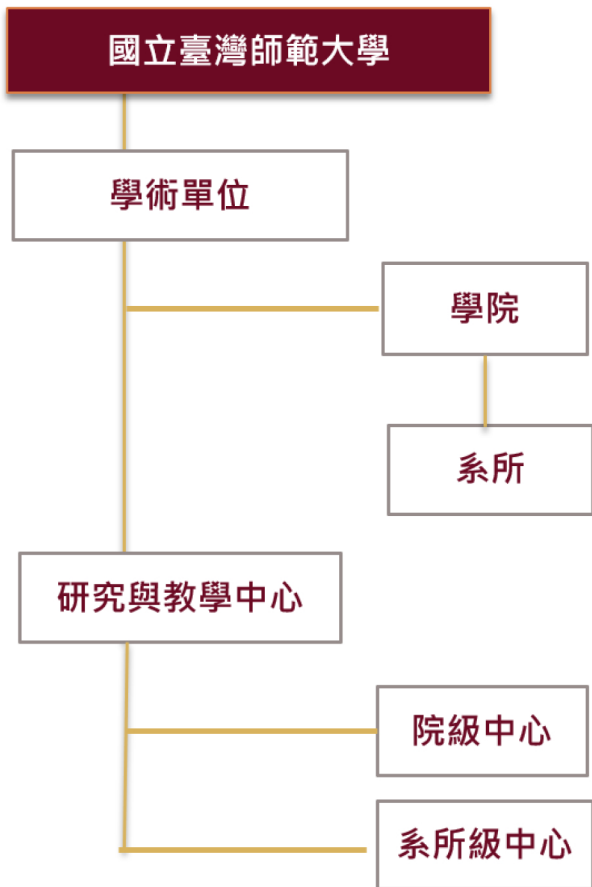 國立臺灣師範大學
學術單位
學院
系所
研究與教學中心
院級中心
系所級中心